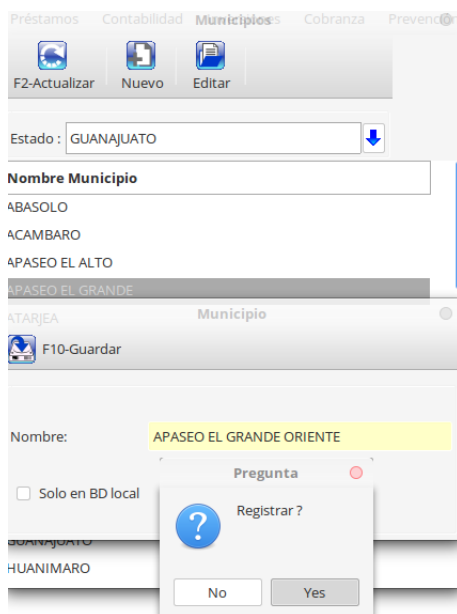 Préstamos Contabilidad Municipios Cobranza
F2-Actualizar Nuevo Editar
Estado : GUANAJUATO
Nombre Municipio
ABASOLO
ACAMBARO
APASEO EL ALTO
APASEO EL GRANDE
ATARJEA
Municipio
F10-Guardar
Nombre: APASEO EL GRANDE ORIENTE
Pregunta
Solo en BD local
Registrar ?
GUANAJUATO
HUANIMARO
No Yes